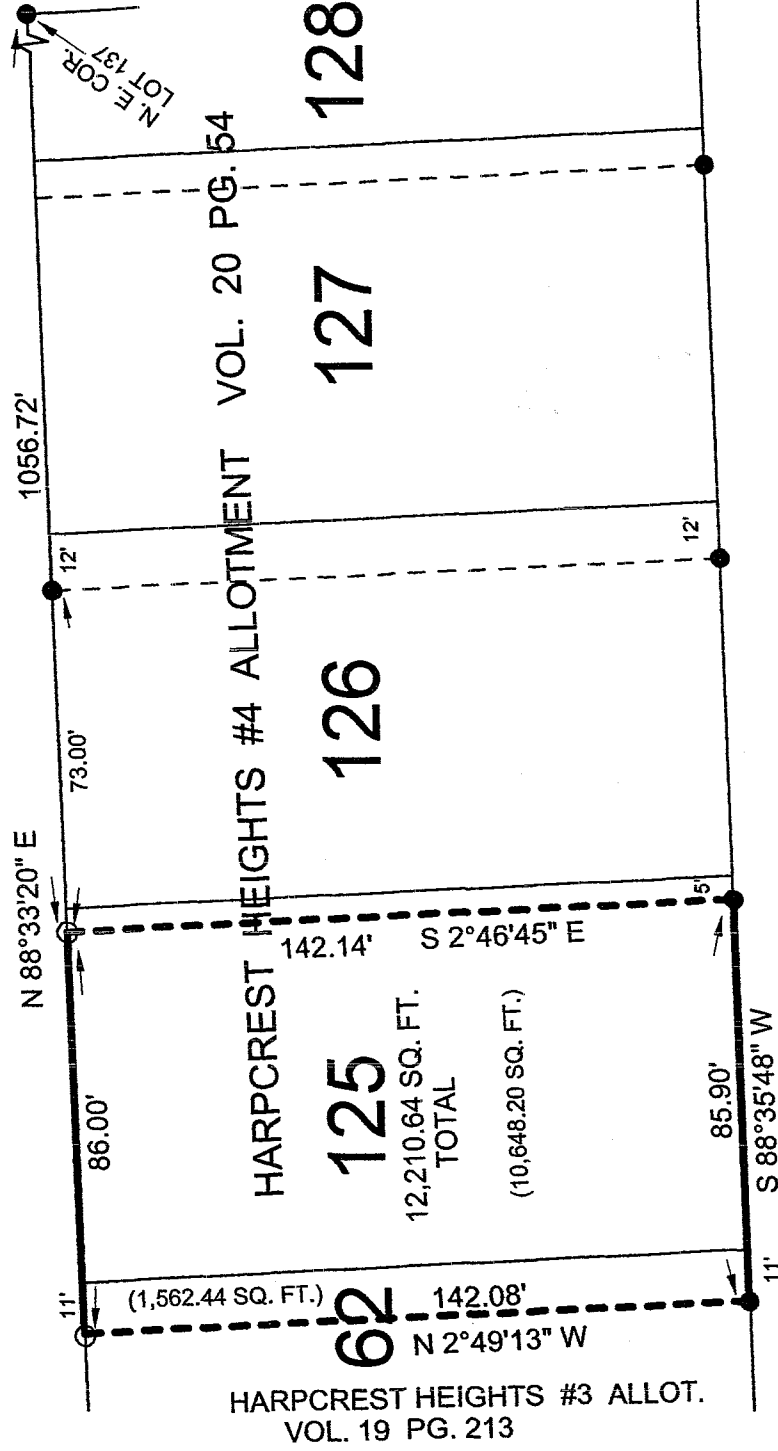 N. E. COR.
LOT 137
128
1056.72'
HARPCREST HEIGHTS #4 ALLOTMENT VOL. 20 PG. 54
127
12'
12'
N 88°33'20" E
73.00'
126
5'
142.14' S 2°46'45" E
86.00'
125
12,210.64 SQ. FT.
TOTAL
(10,648.20 SQ. FT.)
85.90'
S 88°35'48" W
11'
(1,562.44 SQ. FT.)
62
142.08'
N 2°49'13" W
11'
HARPCREST HEIGHTS #3 ALLOT.
VOL. 19 PG. 213